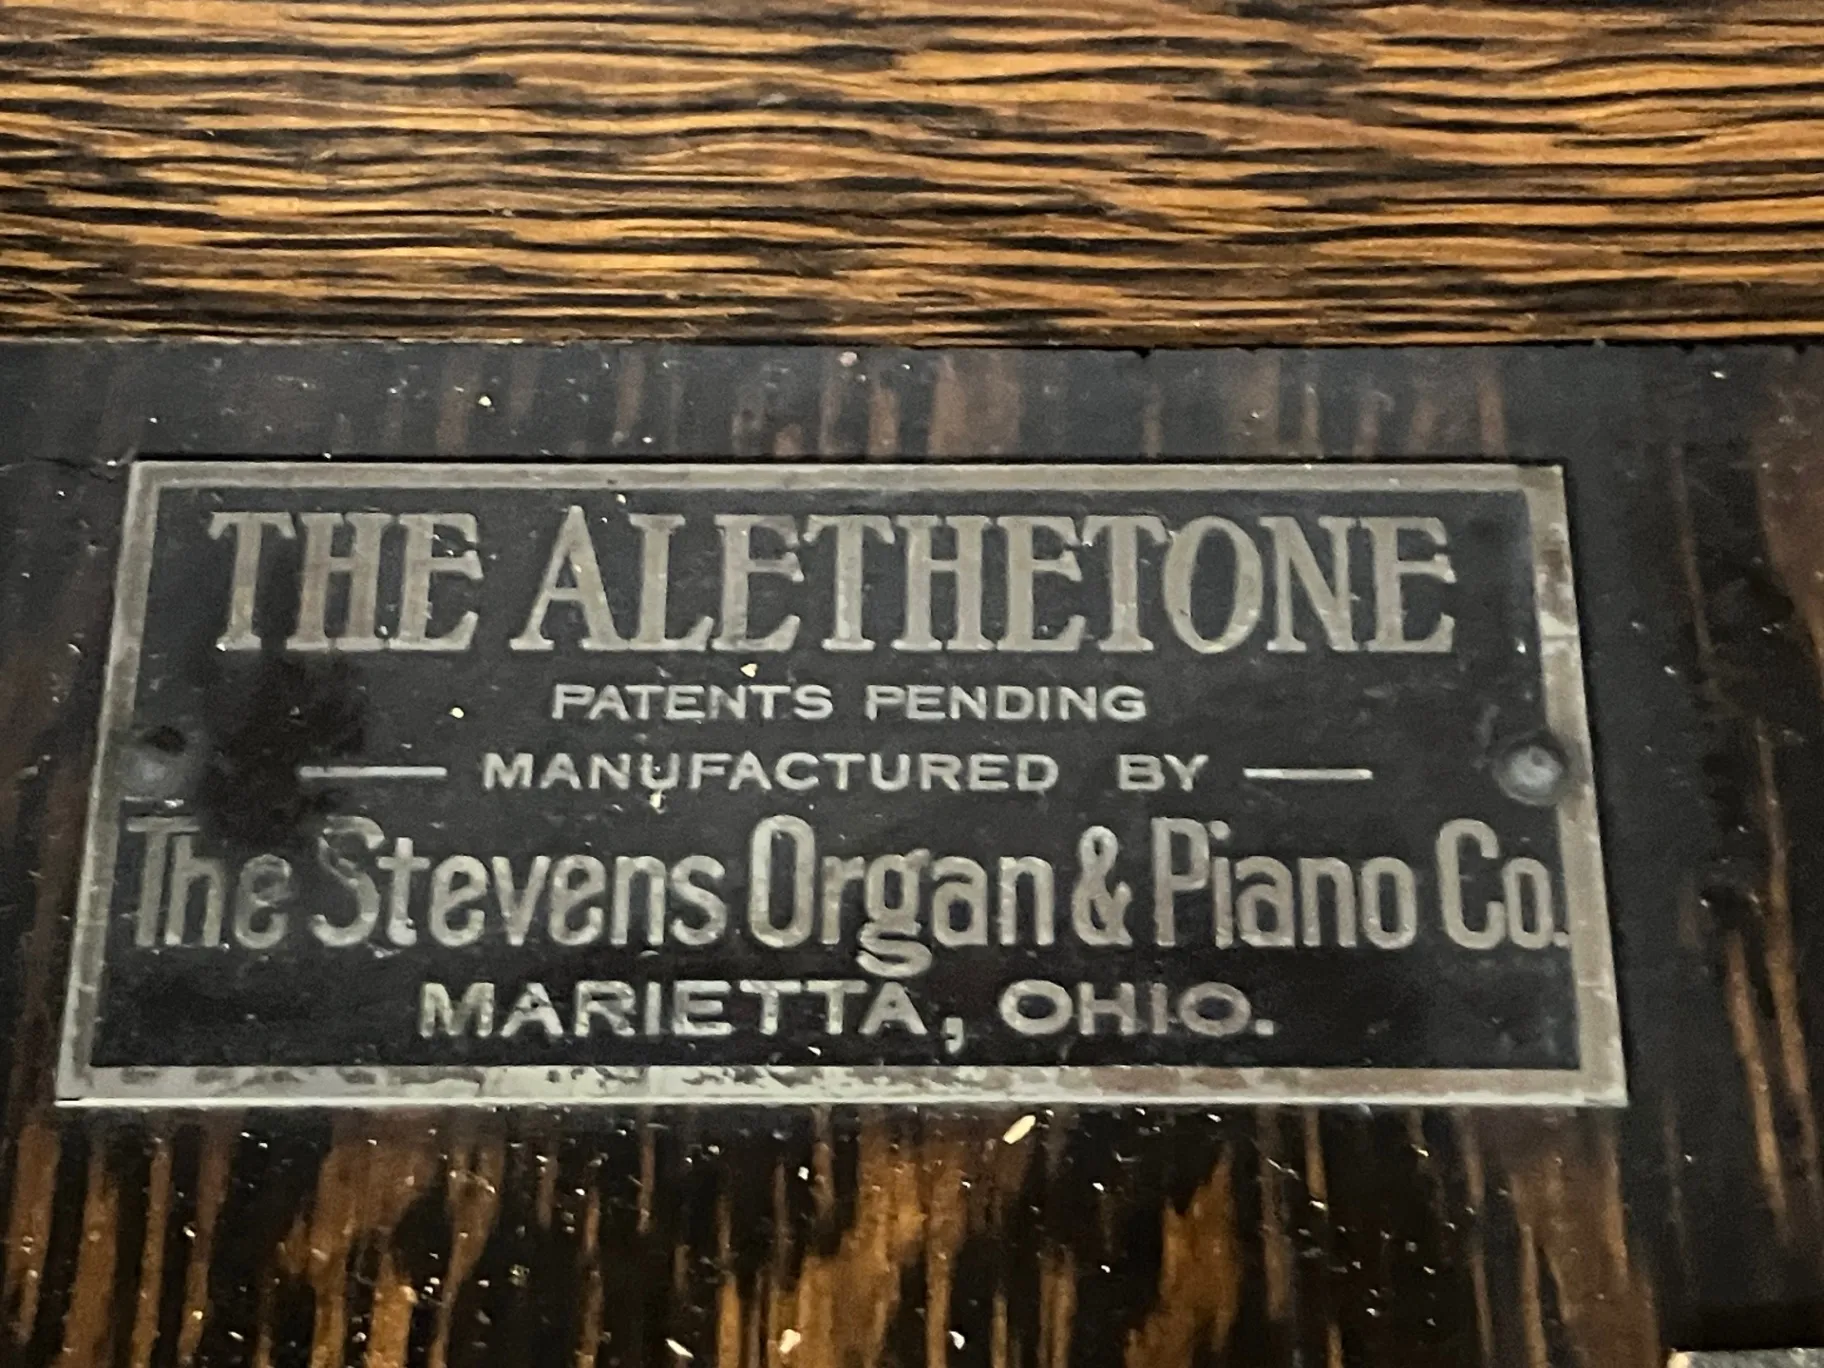 THE ALETHETONE
PATENTS PENDING
MANUFACTURED BY
The Stevens Organ & Piano Co.
MARIETTA, OHIO.